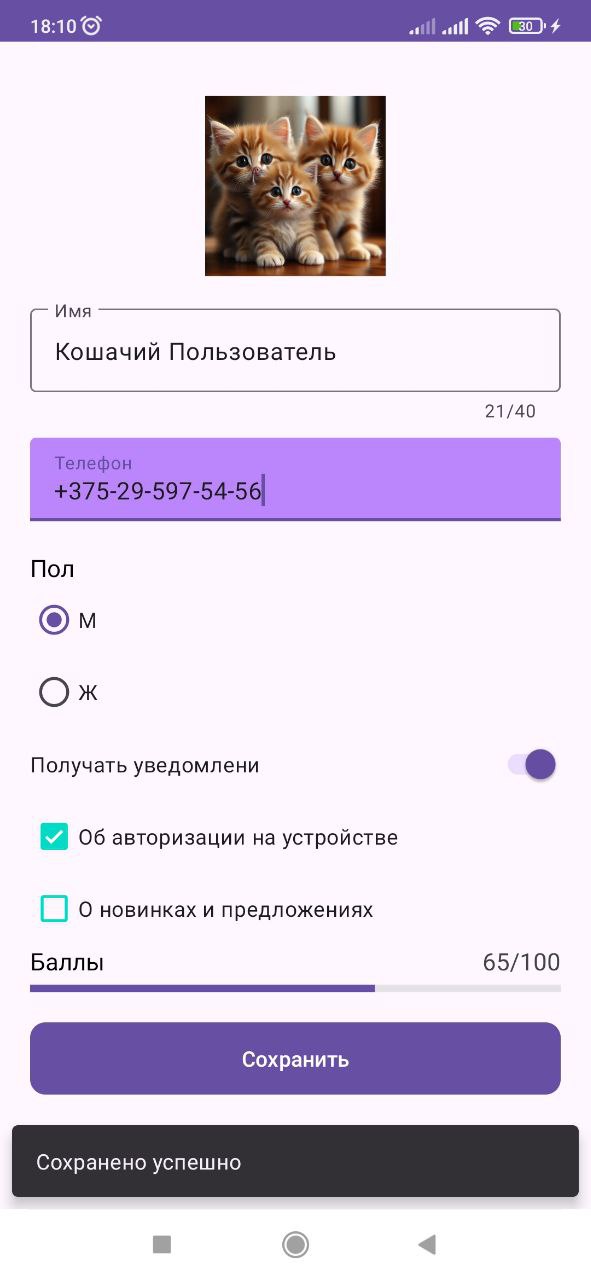 18:10
30
Имя
Кошачий Пользователь
21/40
Телефон
+375-29-597-54-56
Пол
М
Ж
Получать уведомлени
Об авторизации на устройстве
О новинках и предложениях
Баллы 65/100
Сохранить
Сохранено успешно